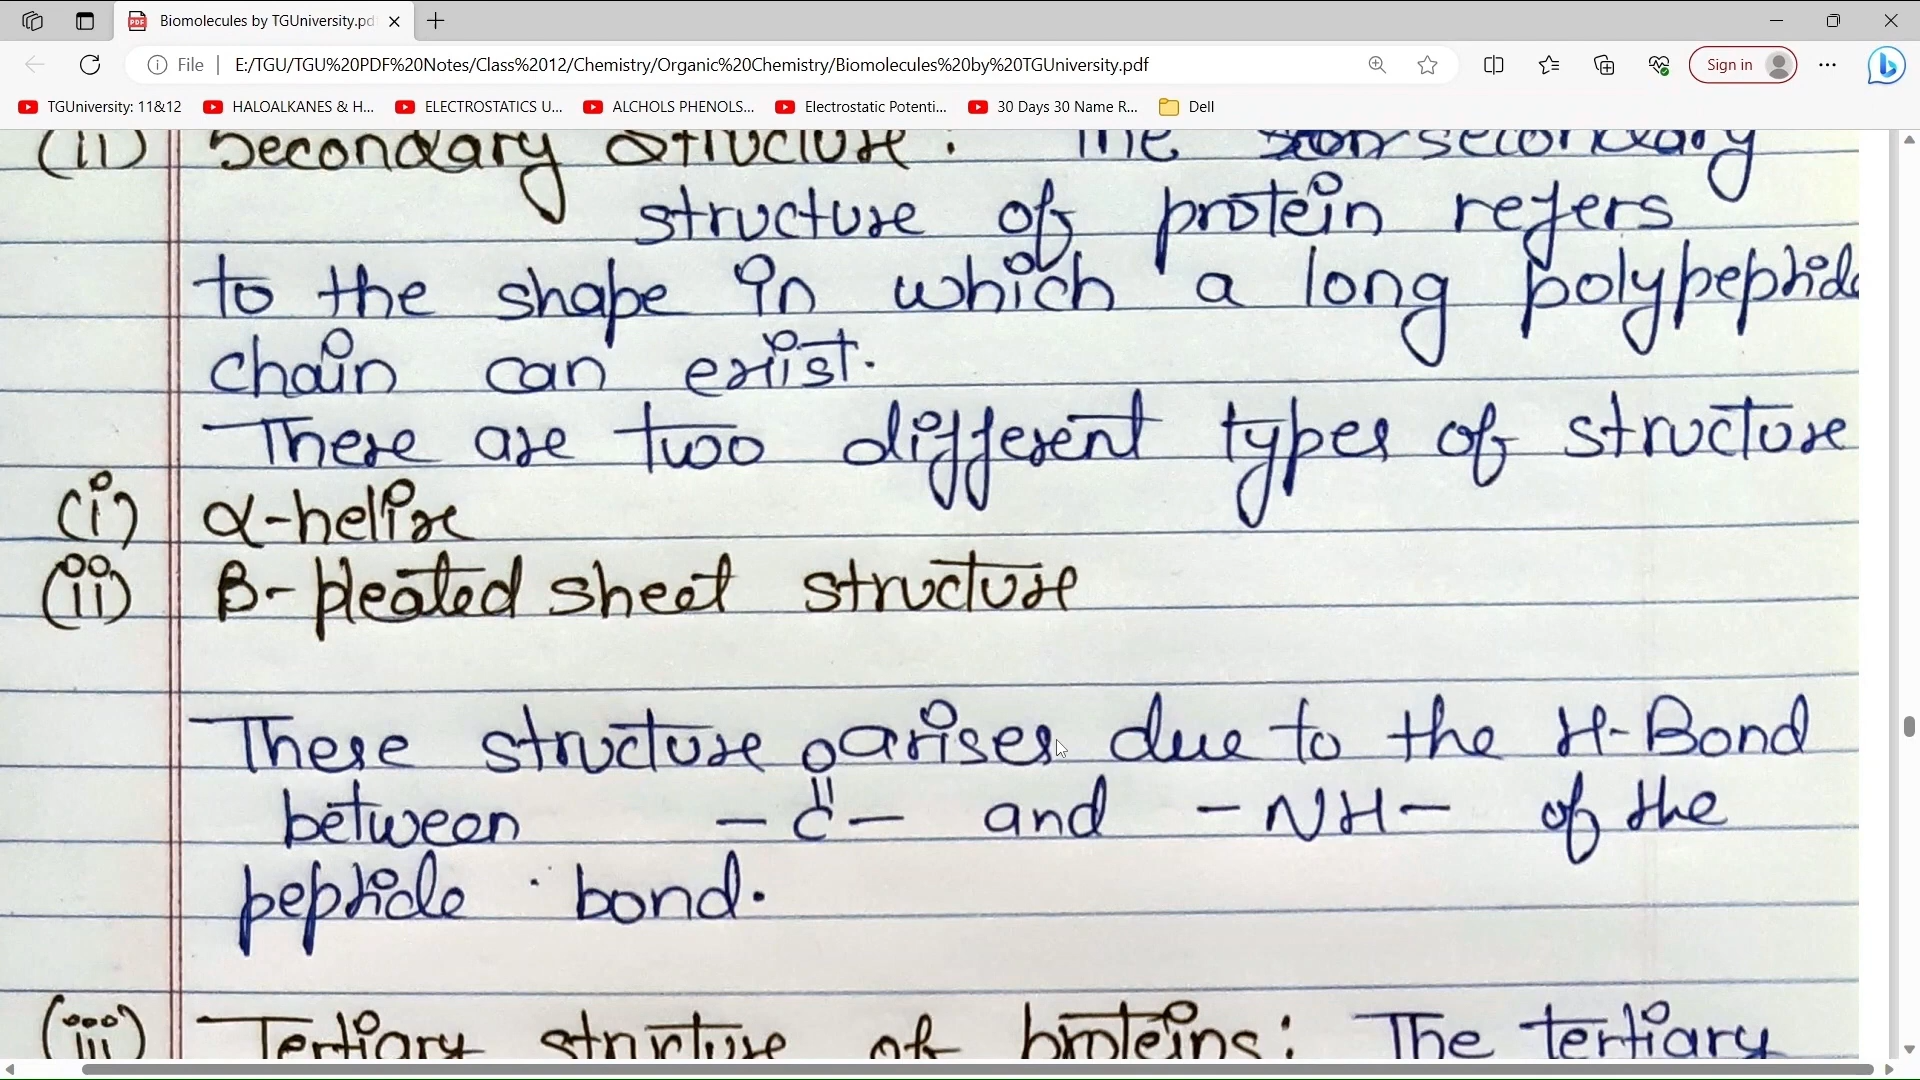 Biomolecules by TGUniversity.pd
File
E:/TGU/TGU%20PDF%20Notes/Class%2012/Chemistry/Organic%20Chemistry/Biomolecules%20by%20TGUniversity.pdf
Sign in
TGUniversity: 11&12
HALOALKANES & H...
ELECTROSTATICS U...
ALCHOLS PHENOLS...
Electrostatic Potenti...
30 Days 30 Name R...
Dell
(ii) Secondary structure: The secondary
structure of protein refers
to the shape in which a long polypeptide
chain can exist.
There are two different types of structure
(i) α-helix
(ii) β-pleated sheet structure
These structure arises due to the H-Bond
O
between -C- and -NH- of the
peptide bond.
(iii) Tertiary structure of proteins: The tertiary